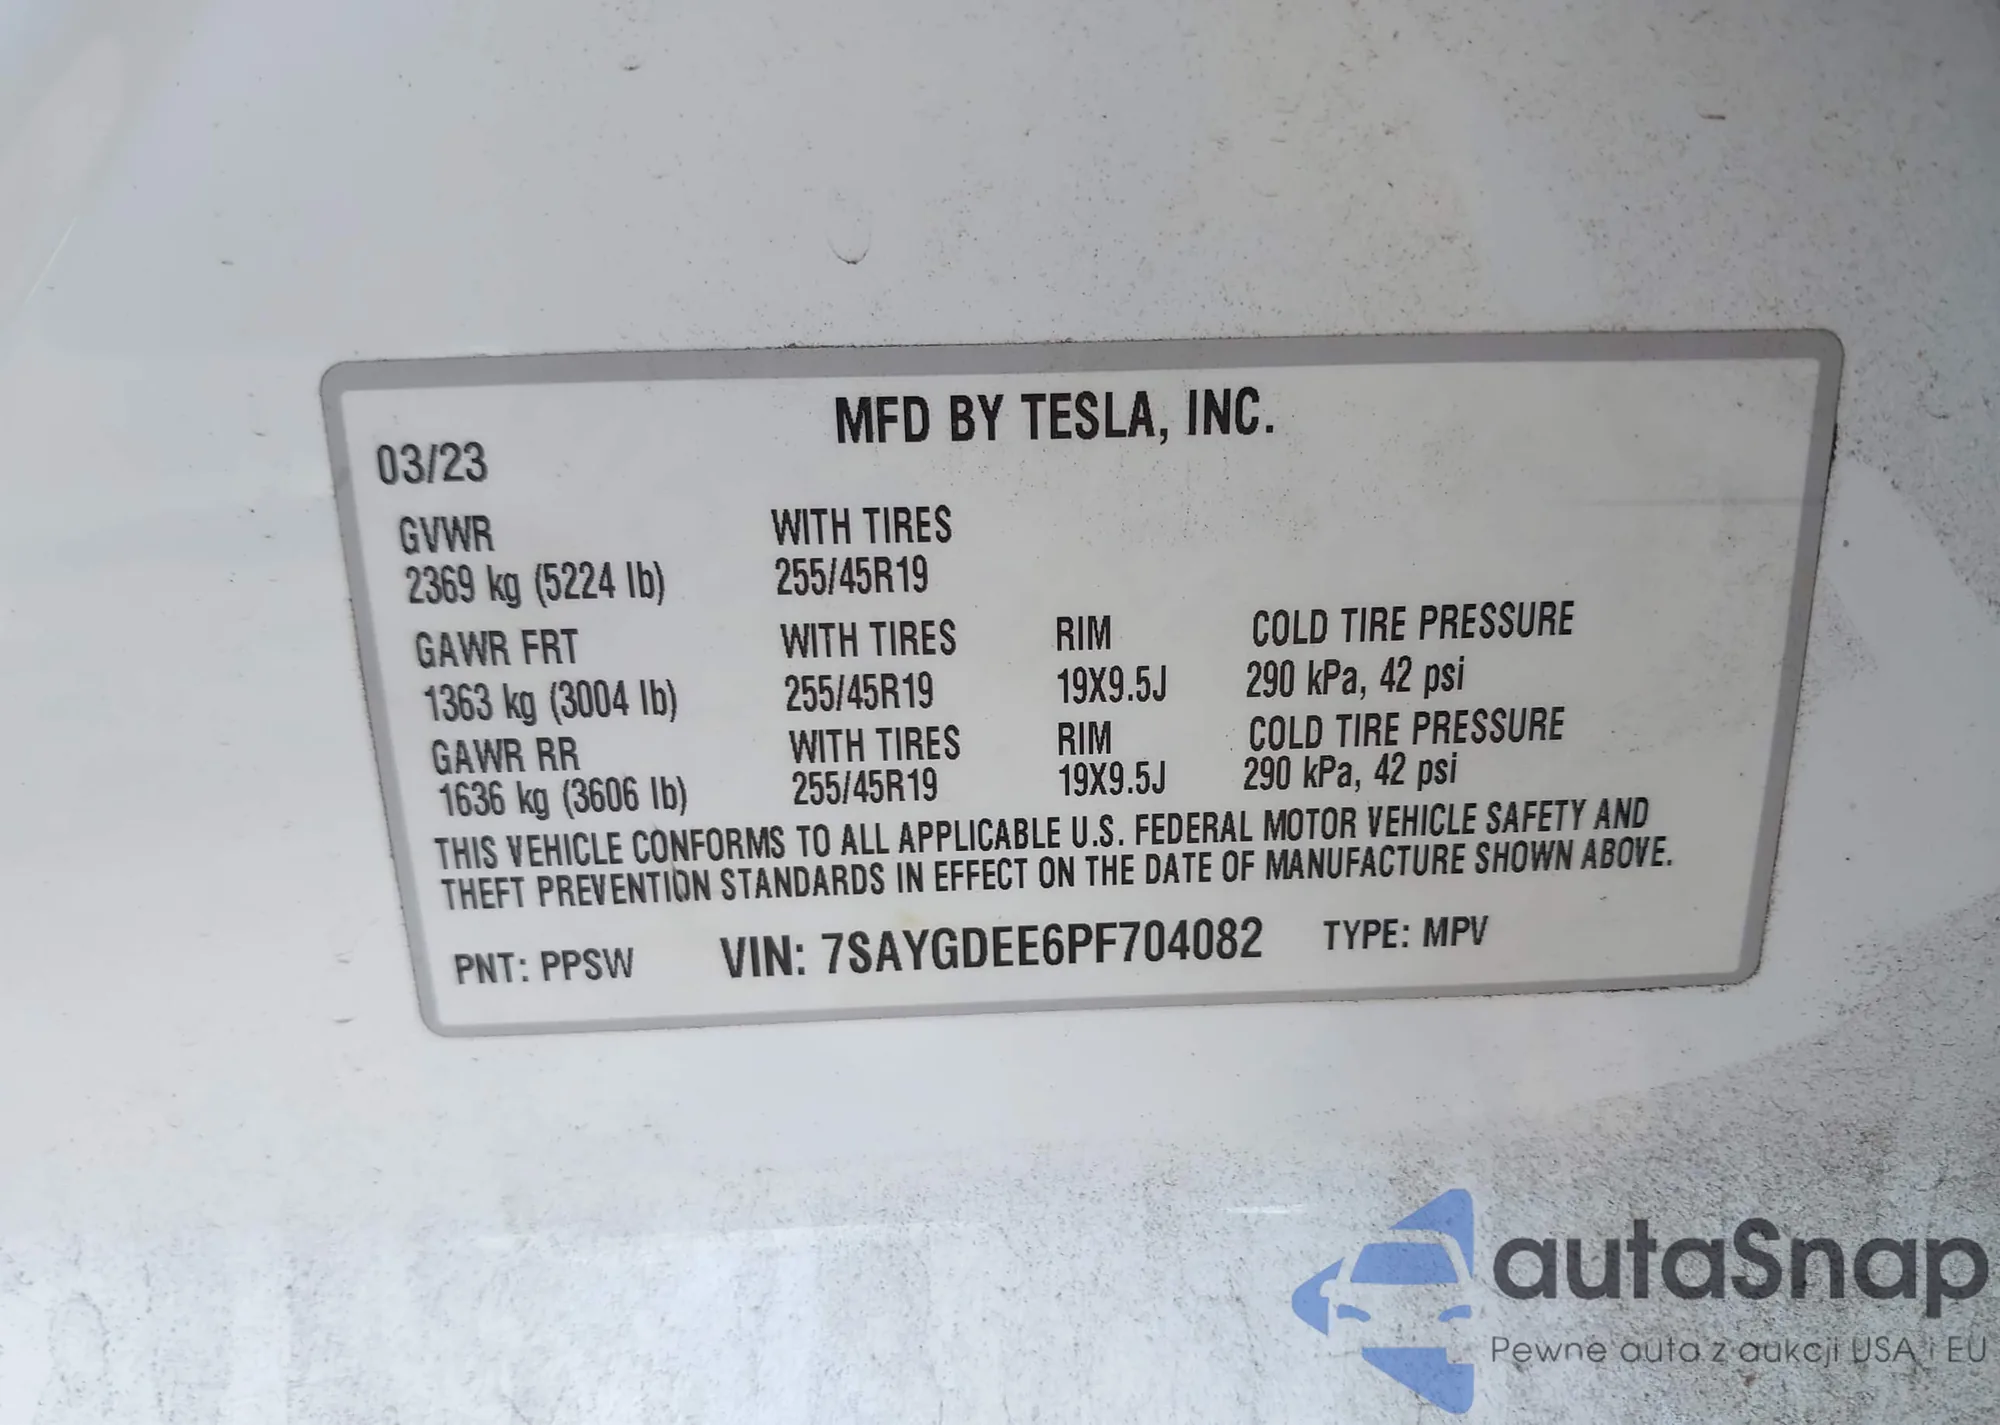 MFD BY TESLA, INC.
03/23
GVWR WITH TIRES
2369 kg (5224 lb) 255/45R19
GAWR FRT WITH TIRES RIM COLD TIRE PRESSURE
1363 kg (3004 lb) 255/45R19 19X9.5J 290 kPa, 42 psi
GAWR RR WITH TIRES RIM COLD TIRE PRESSURE
1636 kg (3606 lb) 255/45R19 19X9.5J 290 kPa, 42 psi
THIS VEHICLE CONFORMS TO ALL APPLICABLE U.S. FEDERAL MOTOR VEHICLE SAFETY AND
THEFT PREVENTION STANDARDS IN EFFECT ON THE DATE OF MANUFACTURE SHOWN ABOVE.
PNT: PPSW VIN: 7SAYGDEE6PF704082 TYPE: MPV
autaSnap
Pewne auta z aukcji USA i EU